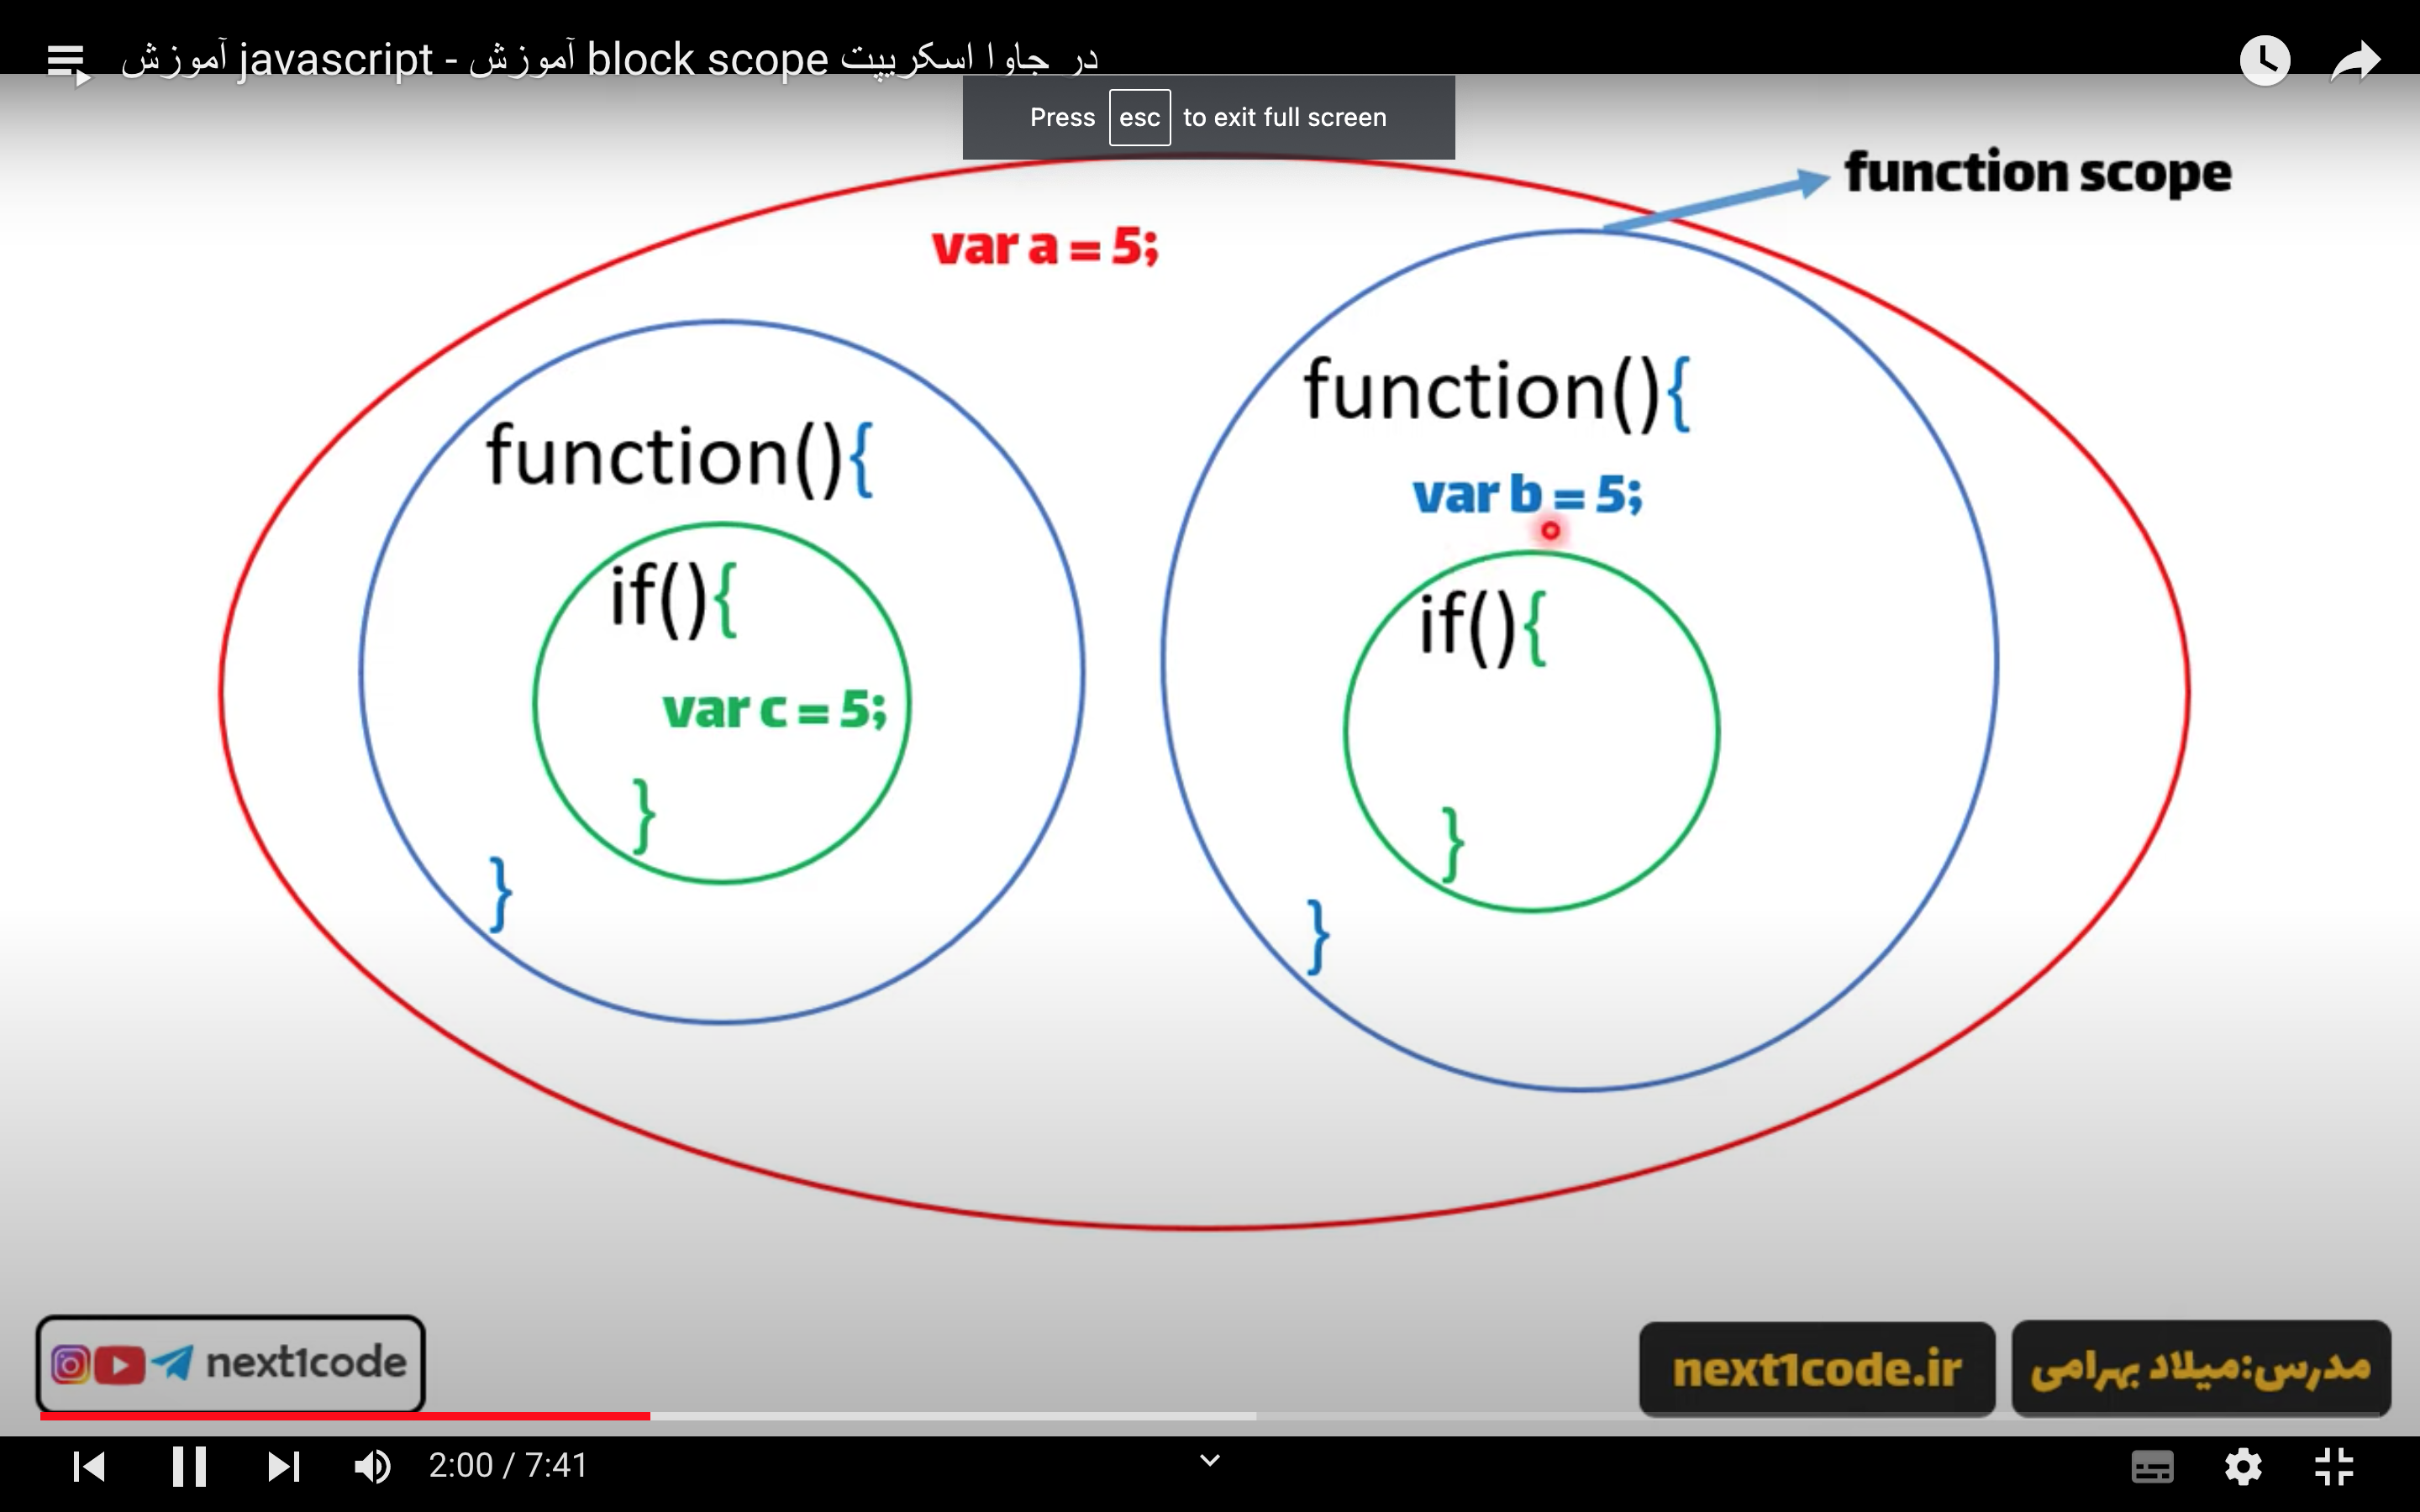 آموزش javascript - آموزش block scope در جاوا اسکریپت
Press esc to exit full screen
function scope
var a = 5;
function(){
if(){
var c = 5;
}
}
function(){
var b = 5;
if(){
}
}
next1code
next1code.ir
مدرس:میلاد بهرامی
2:00 / 7:41